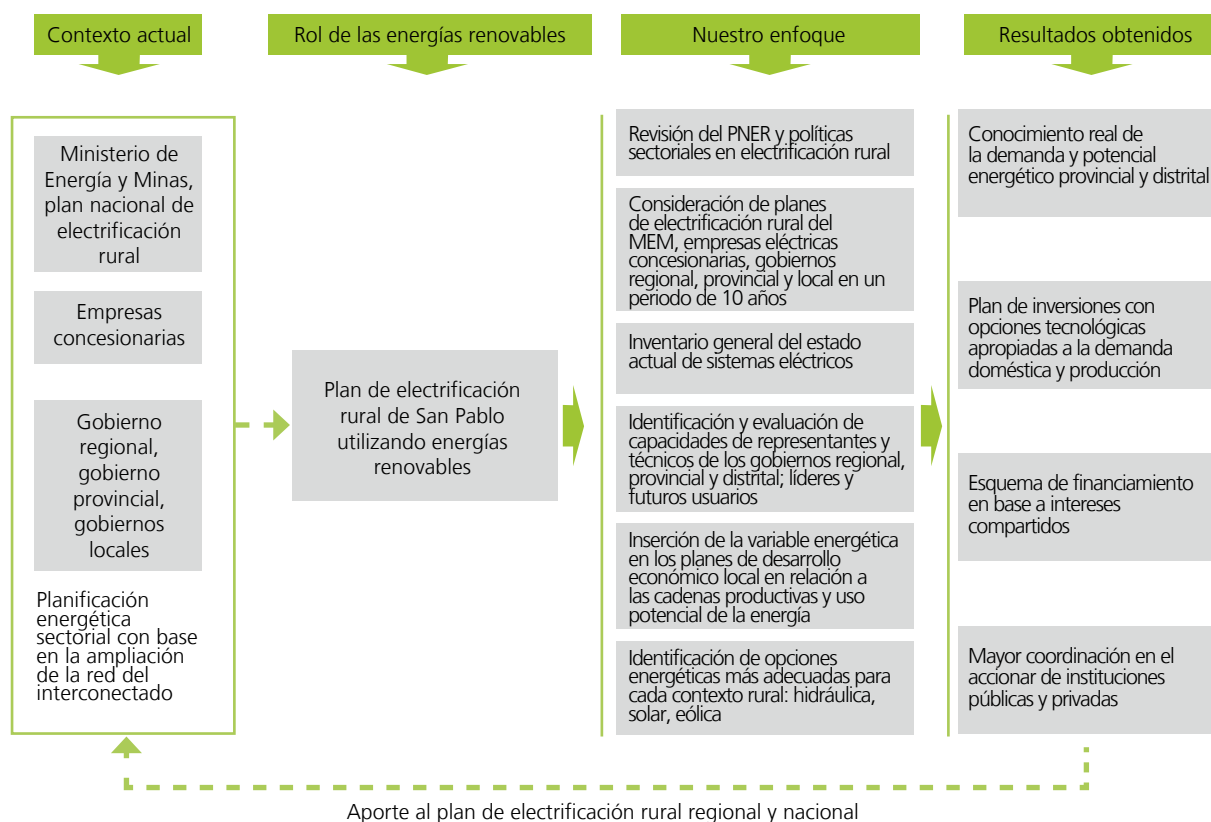 Contexto actual
Rol de las energías renovables
Nuestro enfoque
Resultados obtenidos
Ministerio de
Energía y Minas,
plan nacional de
electrificación
rural
Empresas
concesionarias
Gobierno
regional,
gobierno
provincial,
gobiernos
locales
Planificación
energética
sectorial con base
en la ampliación
de la red del
interconectado
Plan de electrificación
rural de San Pablo
utilizando energías
renovables
Revisión del PNER y políticas
sectoriales en electrificación rural
Consideración de planes
de electrificación rural del
MEM, empresas eléctricas
concesionarias, gobiernos
regional, provincial y local en un
periodo de 10 años
Inventario general del estado
actual de sistemas eléctricos
Identificación y evaluación de
capacidades de representantes y
técnicos de los gobiernos regional,
provincial y distrital; líderes y
futuros usuarios
Inserción de la variable energética
en los planes de desarrollo
económico local en relación a
las cadenas productivas y uso
potencial de la energía
Identificación de opciones
energéticas más adecuadas para
cada contexto rural: hidráulica,
solar, eólica
Conocimiento real de
la demanda y potencial
energético provincial y distrital
Plan de inversiones con
opciones tecnológicas
apropiadas a la demanda
doméstica y producción
Esquema de financiamiento
en base a intereses
compartidos
Mayor coordinación en el
accionar de instituciones
públicas y privadas
Aporte al plan de electrificación rural regional y nacional